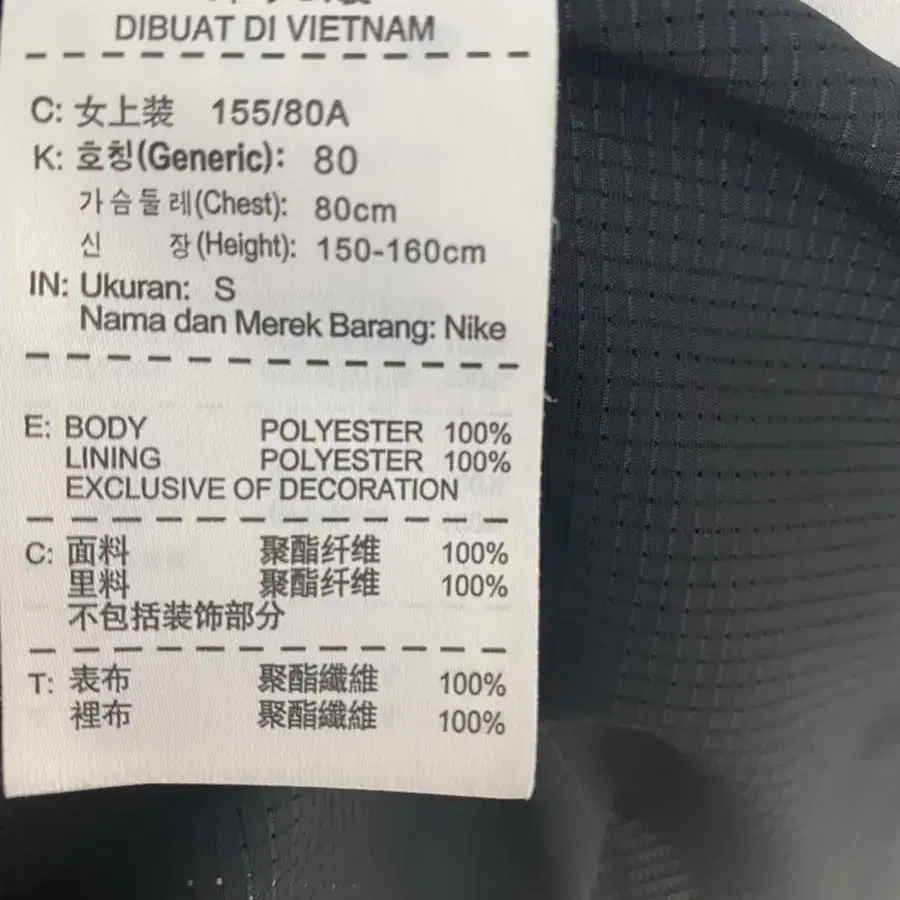 DIBUAT DI VIETNAM
C: 女上装 155/80A
K: 호칭(Generic): 80
가슴둘레(Chest): 80cm
신 장(Height): 150-160cm
IN: Ukuran: S
Nama dan Merek Barang: Nike
E: BODY POLYESTER 100%
LINING POLYESTER 100%
EXCLUSIVE OF DECORATION
C: 面料 聚酯纤维 100%
里料 聚酯纤维 100%
不包括装饰部分
T: 表布 聚酯纖維 100%
裡布 聚酯纖維 100%